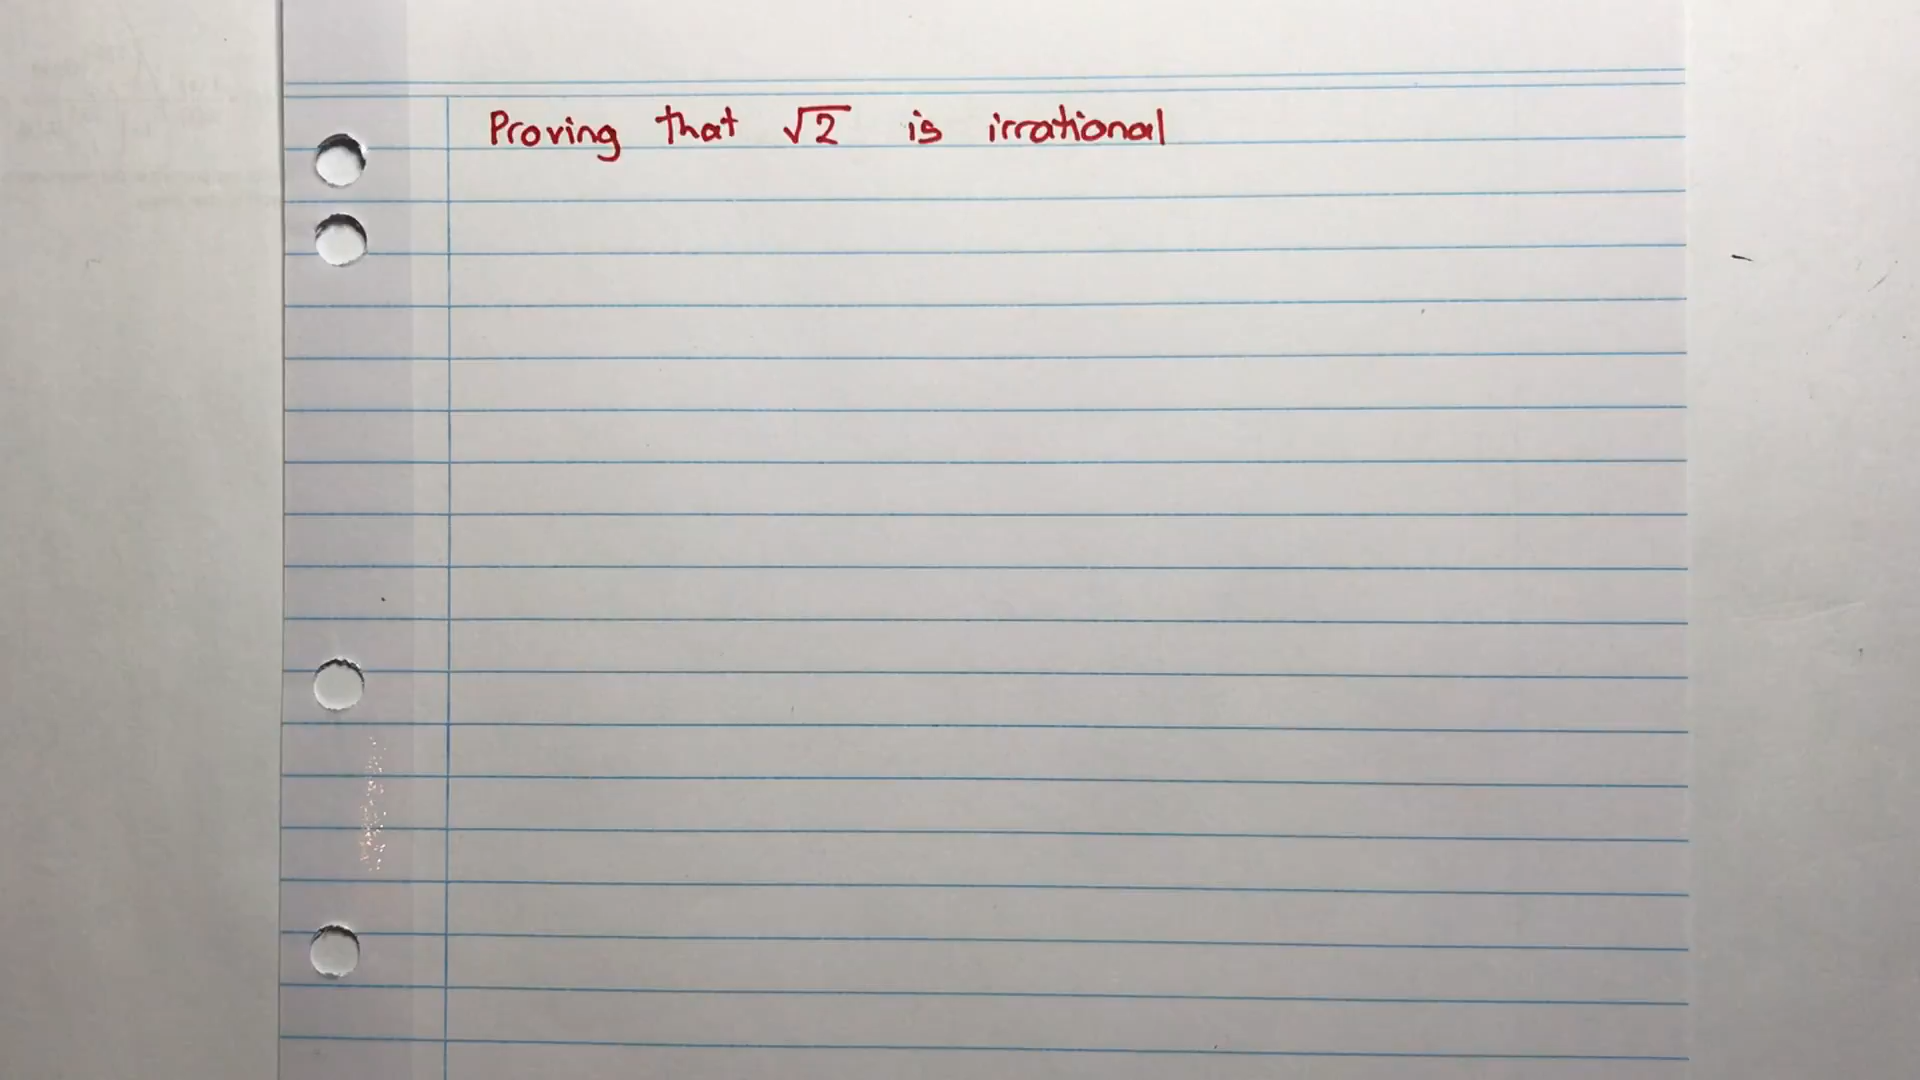 Proving that √2 is irrational